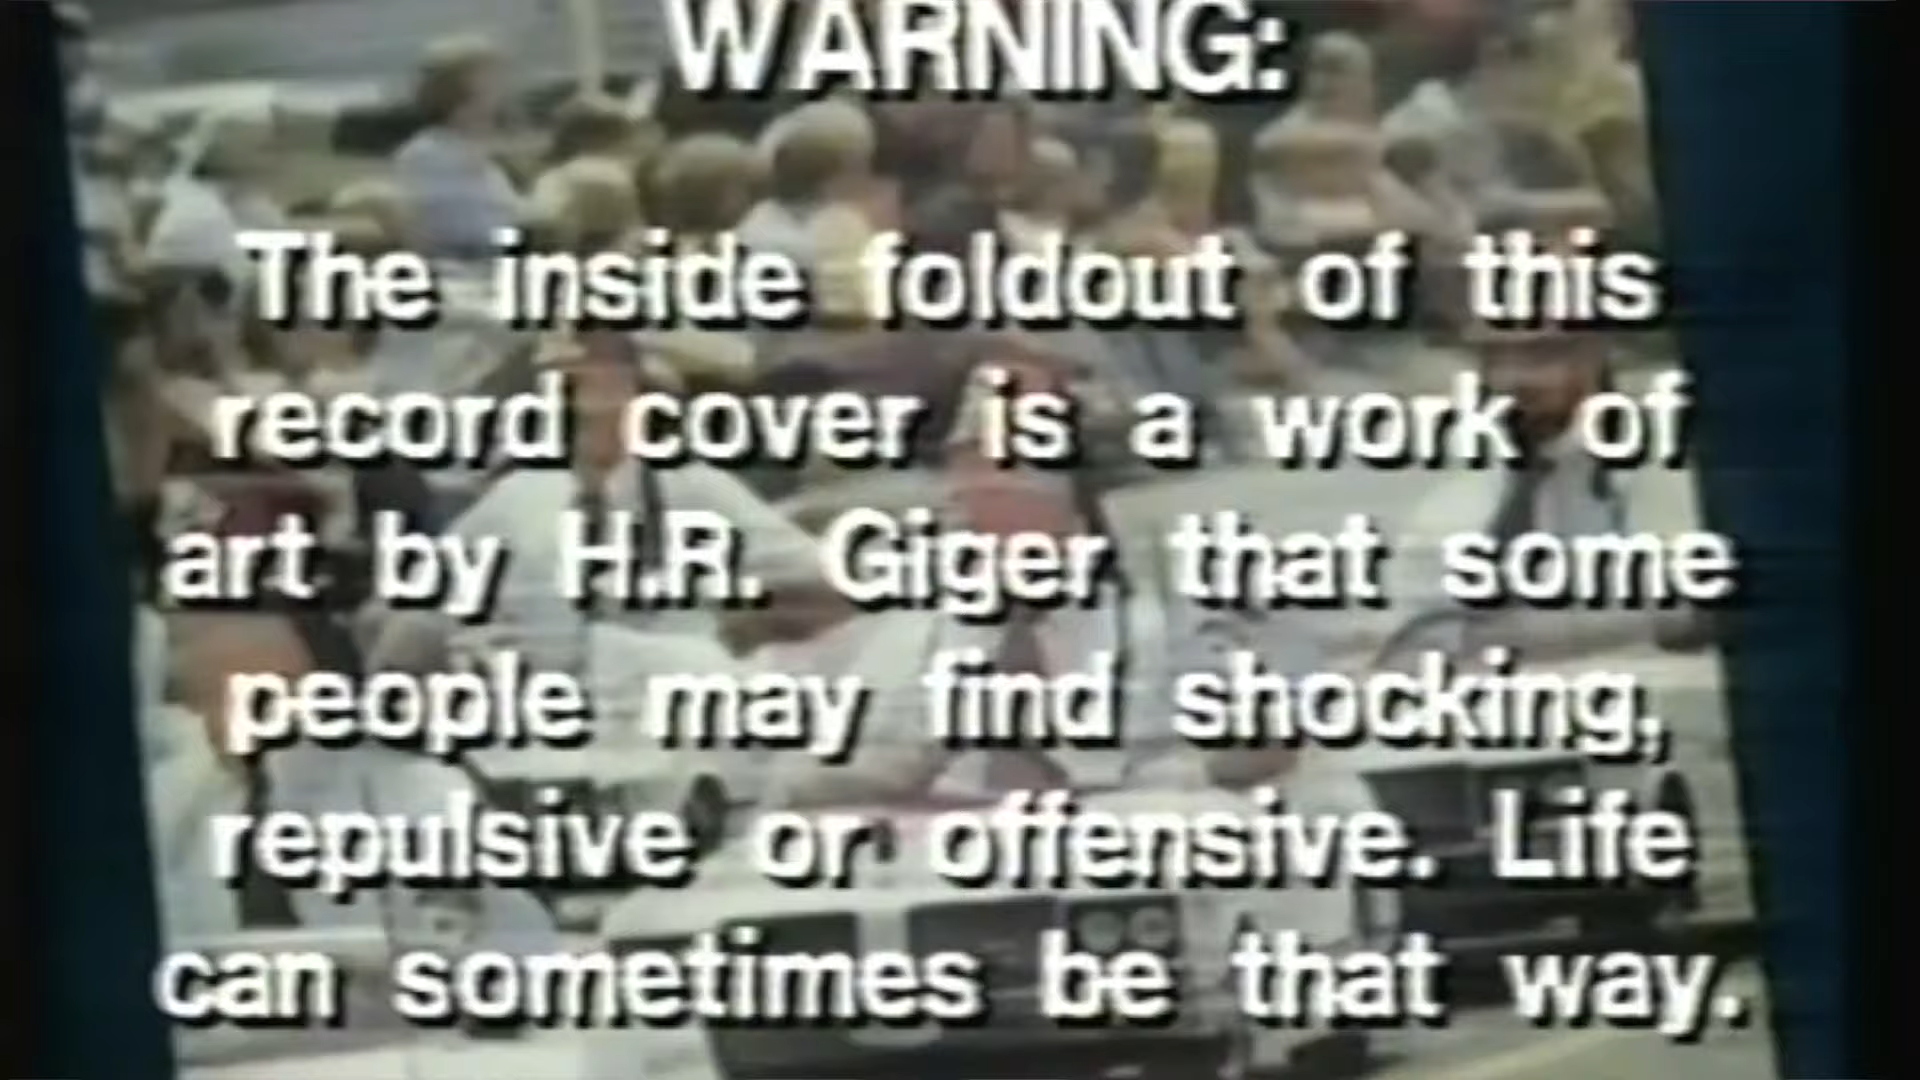 WARNING:
The inside foldout of this
record cover is a work of
art by H.R. Giger that some
people may find shocking,
repulsive or offensive. Life
can sometimes be that way.